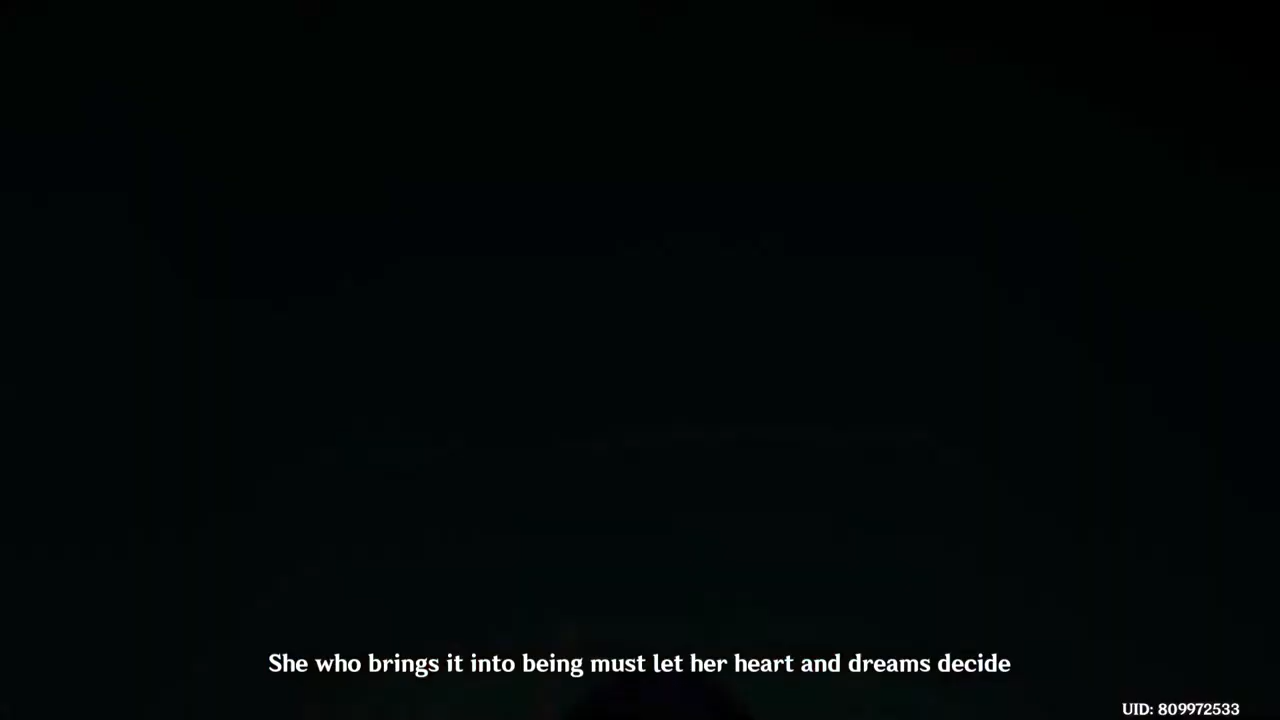 She who brings it into being must let her heart and dreams decide
UID: 809972533